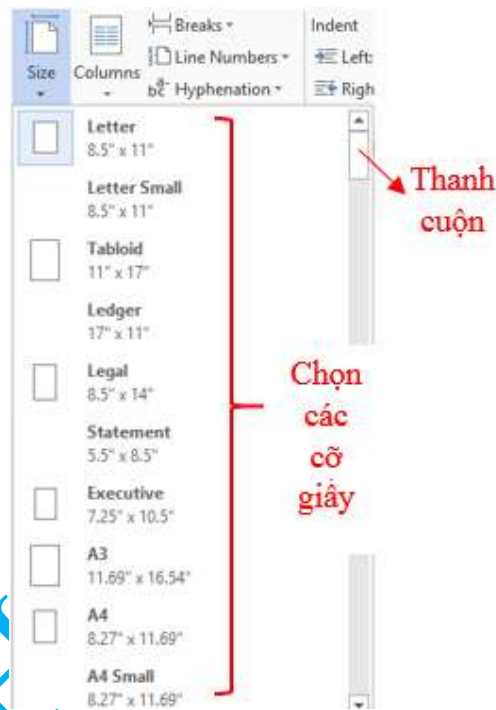 Breaks
Indent
Line Numbers
Left:
Size
Columns
Hyphenation
Righ
Letter
8.5" x 11"
Letter Small
8.5" x 11"
Tabloid
11" x 17"
Ledger
17" x 11"
Legal
8.5" x 14"
Statement
5.5" x 8.5"
Executive
7.25" x 10.5"
A3
11.69" x 16.54"
A4
8.27" x 11.69"
A4 Small
8.27" x 11.69"
Thanh
cuộn
Chọn
các
cỡ
giấy